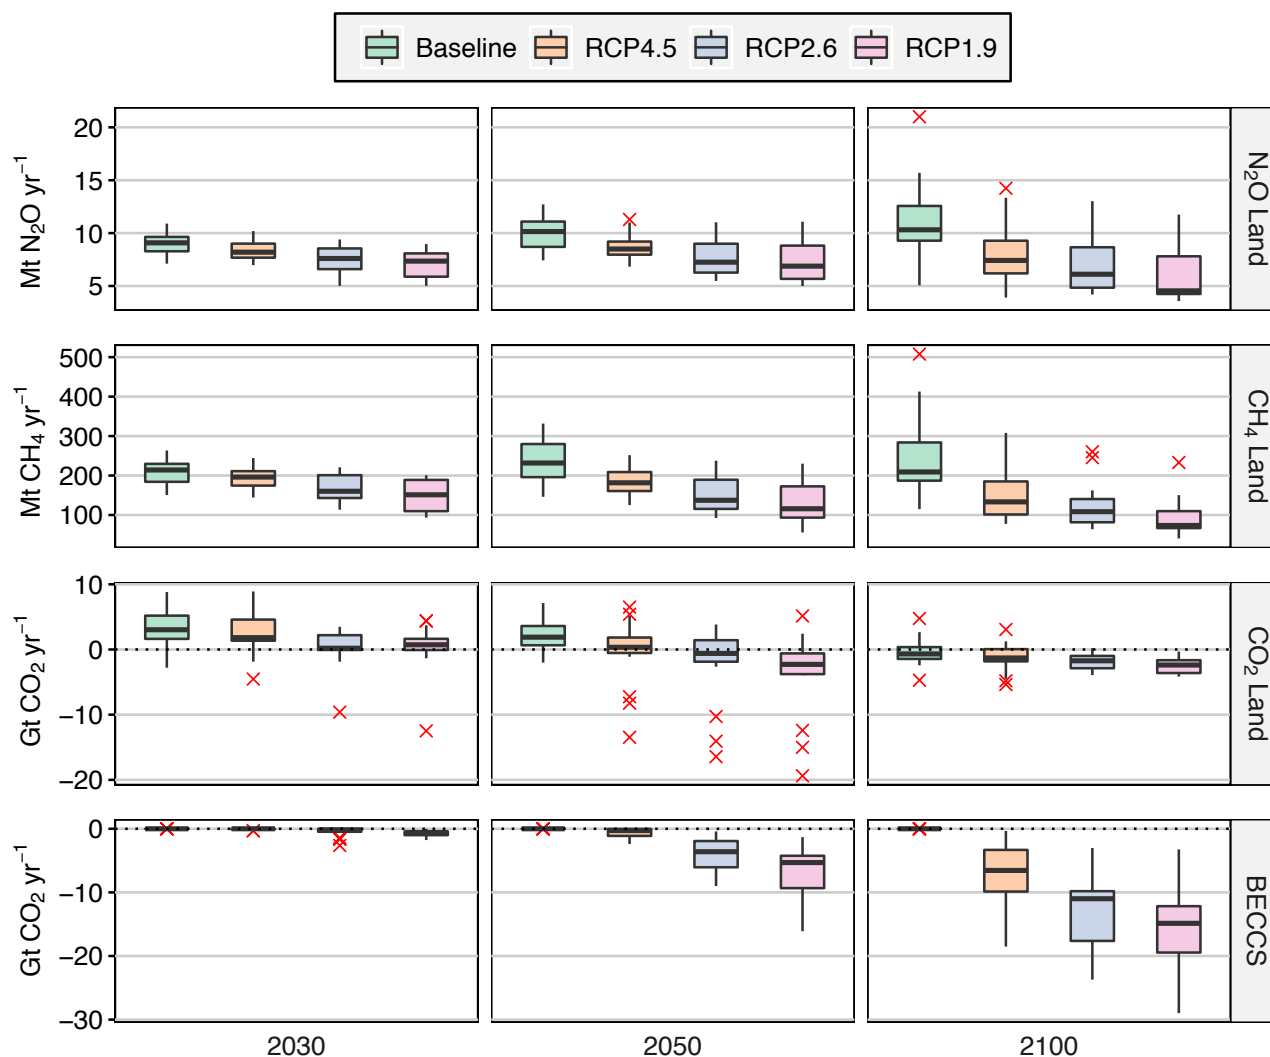 Baseline RCP4.5 RCP2.6 RCP1.9
Mt N₂O yr⁻¹
20
15
10
5
N₂O Land
Mt CH₄ yr⁻¹
500
400
300
200
100
CH₄ Land
Gt CO₂ yr⁻¹
10
0
−10
−20
CO₂ Land
Gt CO₂ yr⁻¹
0
−10
−20
−30
BECCS
2030 2050 2100